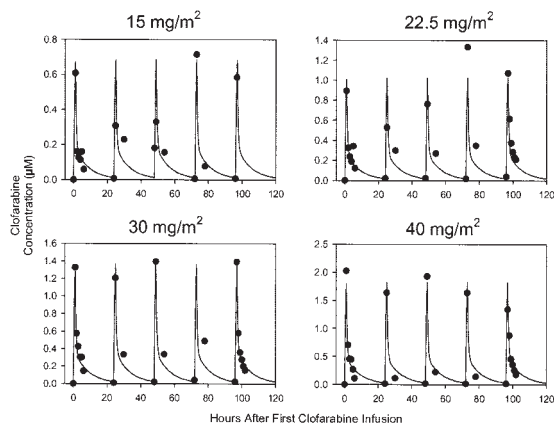 15 mg/m²
22.5 mg/m²
0.8
0.6
0.4
0.2
0.0
0 20 40 60 80 100 120
1.4
1.2
1.0
0.8
0.6
0.4
0.2
0.0
0 20 40 60 80 100 120
Clofarabine
Concentration (μM)
30 mg/m²
40 mg/m²
1.6
1.4
1.2
1.0
0.8
0.6
0.4
0.2
0.0
0 20 40 60 80 100 120
2.5
2.0
1.5
1.0
0.5
0.0
0 20 40 60 80 100 120
Hours After First Clofarabine Infusion